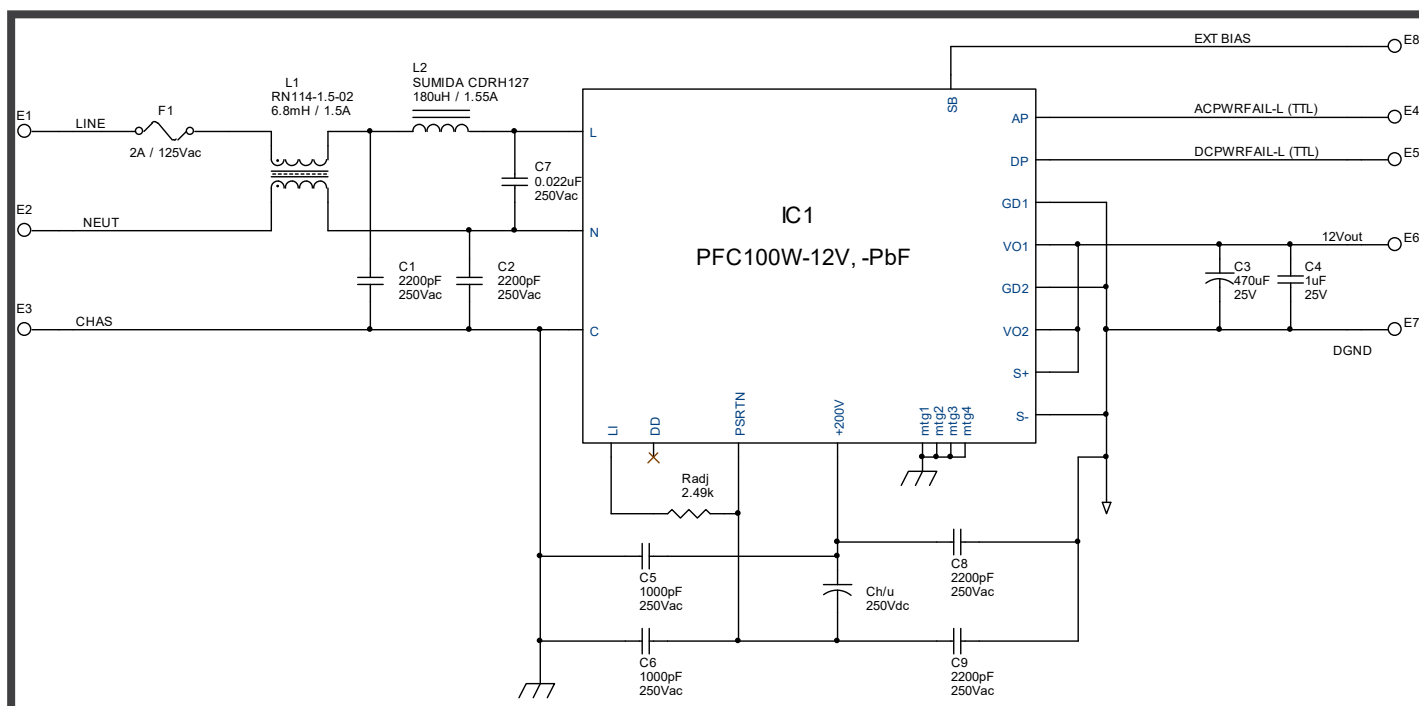 EXT BIAS
E8
L2
SUMIDA CDRH127
180uH / 1.55A
L1
RN114-1.5-02
6.8mH / 1.5A
SB
E1
LINE
F1
2A / 125Vac
L
AP
ACPWRFAIL-L (TTL)
E4
DP
DCPWRFAIL-L (TTL)
E5
C7
0.022uF
250Vac
GD1
E2
NEUT
N
IC1
PFC100W-12V, -PbF
VO1
12Vout
E6
C1
2200pF
250Vac
C2
2200pF
250Vac
GD2
C3
470uF
25V
C4
1uF
25V
E3
CHAS
C
VO2
E7
DGND
S+
S-
LI
DD
PSRTN
+200V
mtg1
mtg2
mtg3
mtg4
Radj
2.49k
C5
1000pF
250Vac
Ch/u
250Vdc
C8
2200pF
250Vac
C6
1000pF
250Vac
C9
2200pF
250Vac